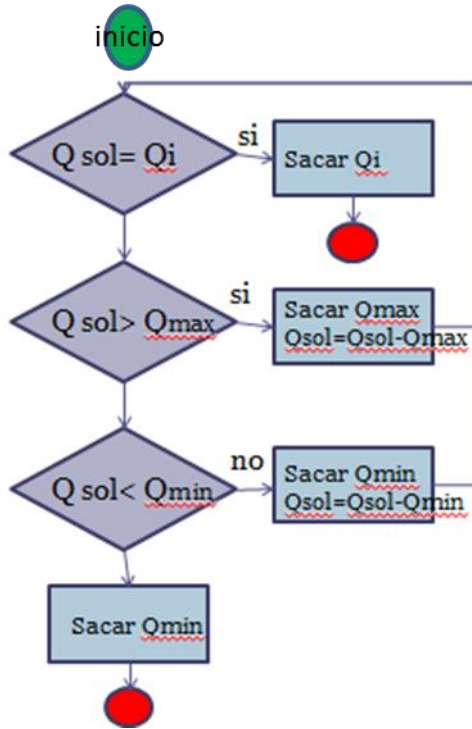 inicio
Q sol= Qi
si
Sacar Qi
Q sol> Qmax
si
Sacar Qmax
Qsol=Qsol-Qmax
Q sol< Qmin
no
Sacar Qmin
Qsol=Qsol-Qmin
Sacar Qmin